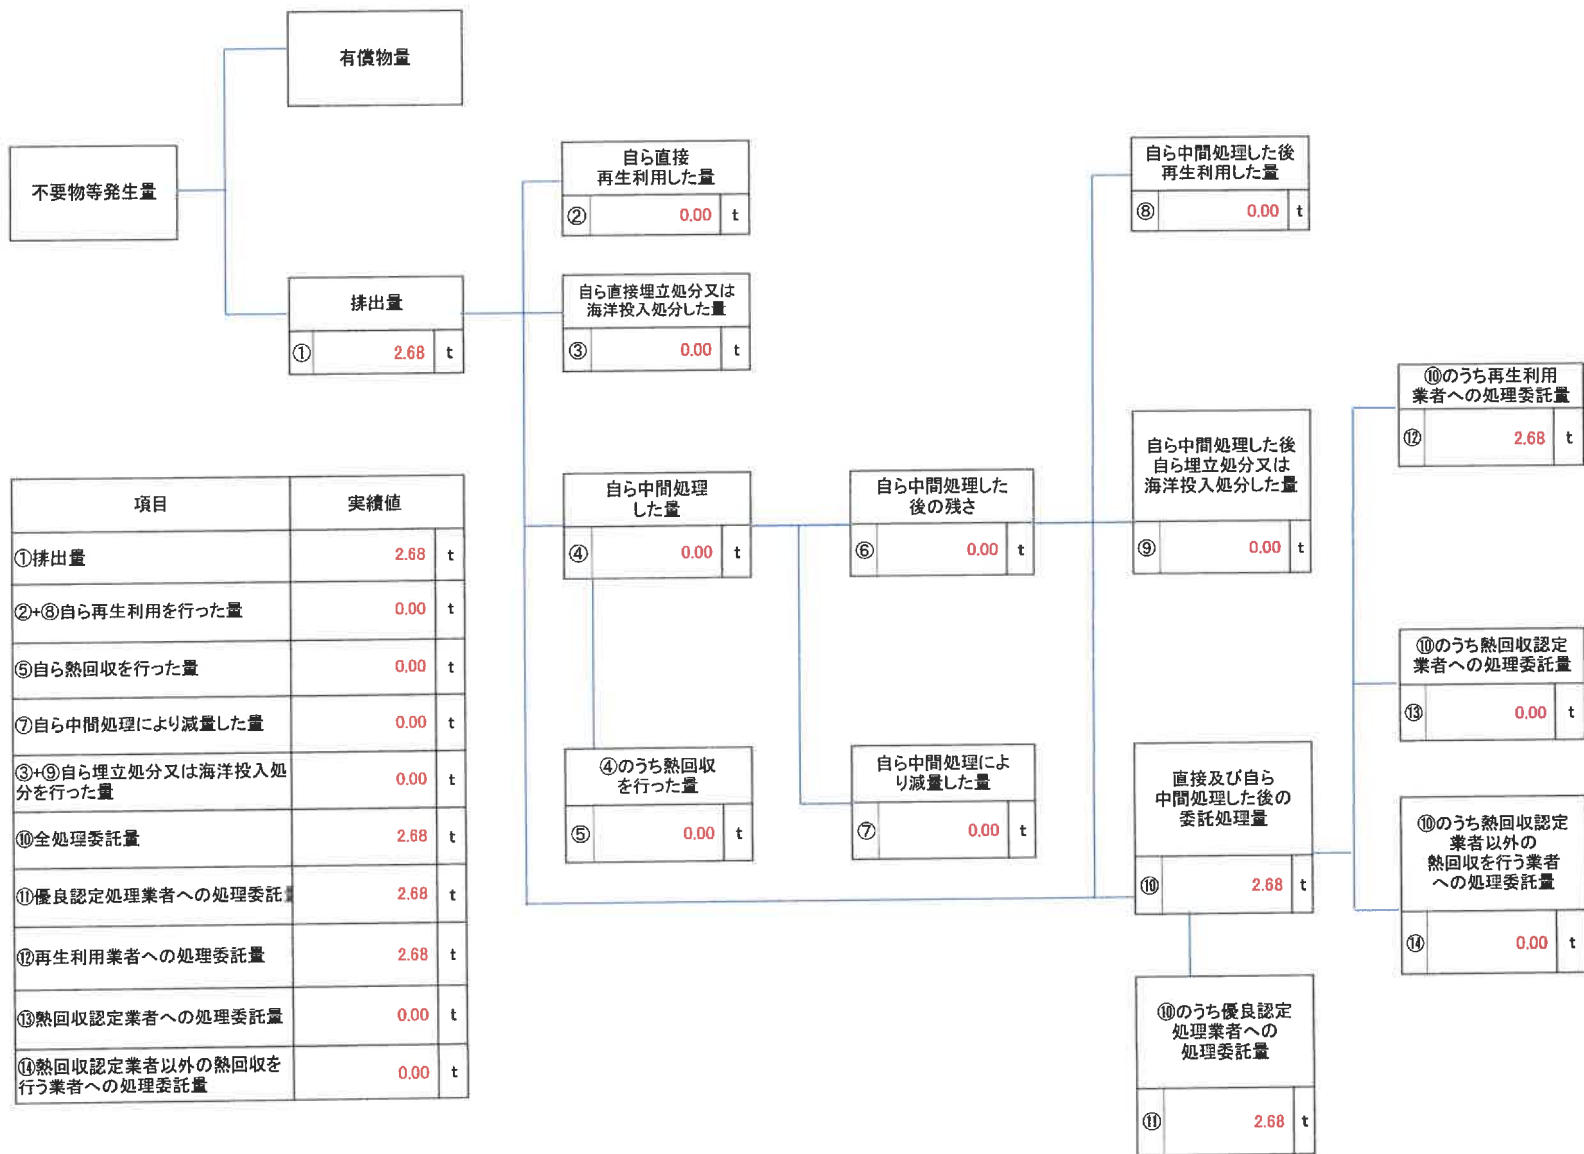 有償物量
不要物等発生量
排出量
① 2.68 t
自ら直接
再生利用した量
② 0.00 t
自ら直接埋立処分又は
海洋投入処分した量
③ 0.00 t
自ら中間処理
した量
④ 0.00 t
④のうち熱回収
を行った量
⑤ 0.00 t
自ら中間処理した
後の残さ
⑥ 0.00 t
自ら中間処理によ
り減量した量
⑦ 0.00 t
自ら中間処理した後
再生利用した量
⑧ 0.00 t
自ら中間処理した後
自ら埋立処分又は
海洋投入処分した量
⑨ 0.00 t
直接及び自ら
中間処理した後の
委託処理量
⑩ 2.68 t
⑩のうち優良認定
処理業者への
処理委託量
⑪ 2.68 t
⑩のうち再生利用
業者への処理委託量
⑫ 2.68 t
⑩のうち熱回収認定
業者への処理委託量
⑬ 0.00 t
⑩のうち熱回収認定
業者以外の
熱回収を行う業者
への処理委託量
⑭ 0.00 t
項目 実績値
①排出量 2.68 t
②+⑧自ら再生利用を行った量 0.00 t
⑤自ら熱回収を行った量 0.00 t
⑦自ら中間処理により減量した量 0.00 t
③+⑨自ら埋立処分又は海洋投入処
分を行った量 0.00 t
⑩全処理委託量 2.68 t
⑪優良認定処理業者への処理委託 2.68 t
⑫再生利用業者への処理委託量 2.68 t
⑬熱回収認定業者への処理委託量 0.00 t
⑭熱回収認定業者以外の熱回収を
行う業者への処理委託量 0.00 t